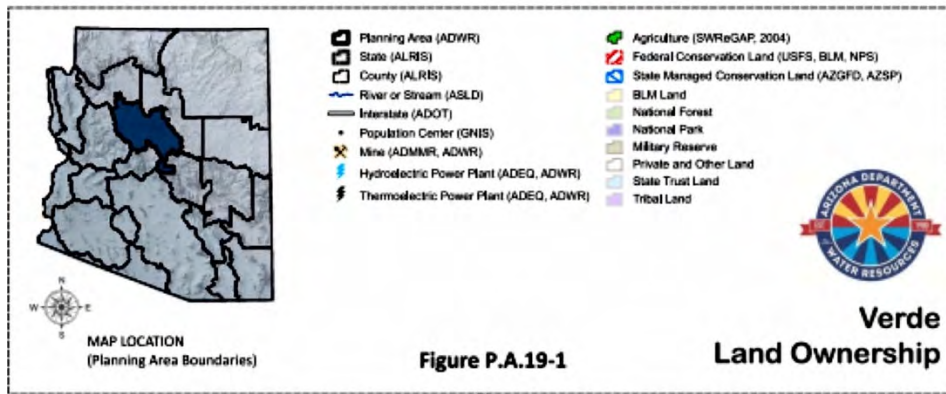 Planning Area (ADWR)
State (ALRIS)
County (ALRIS)
River or Stream (ASLD)
Interstate (ADOT)
Population Center (GNIS)
Mine (ADMMR, ADWR)
Hydroelectric Power Plant (ADEQ, ADWR)
Thermoelectric Power Plant (ADEQ, ADWR)
Agriculture (SWReGAP, 2004)
Federal Conservation Land (USFS, BLM, NPS)
State Managed Conservation Land (AZGFD, AZSP)
BLM Land
National Forest
National Park
Military Reserve
Private and Other Land
State Trust Land
Tribal Land
ARIZONA DEPARTMENT
of
WATER RESOURCES
EST.
1980
N
W
E
S
MAP LOCATION
(Planning Area Boundaries)
Figure P.A.19-1
Verde
Land Ownership